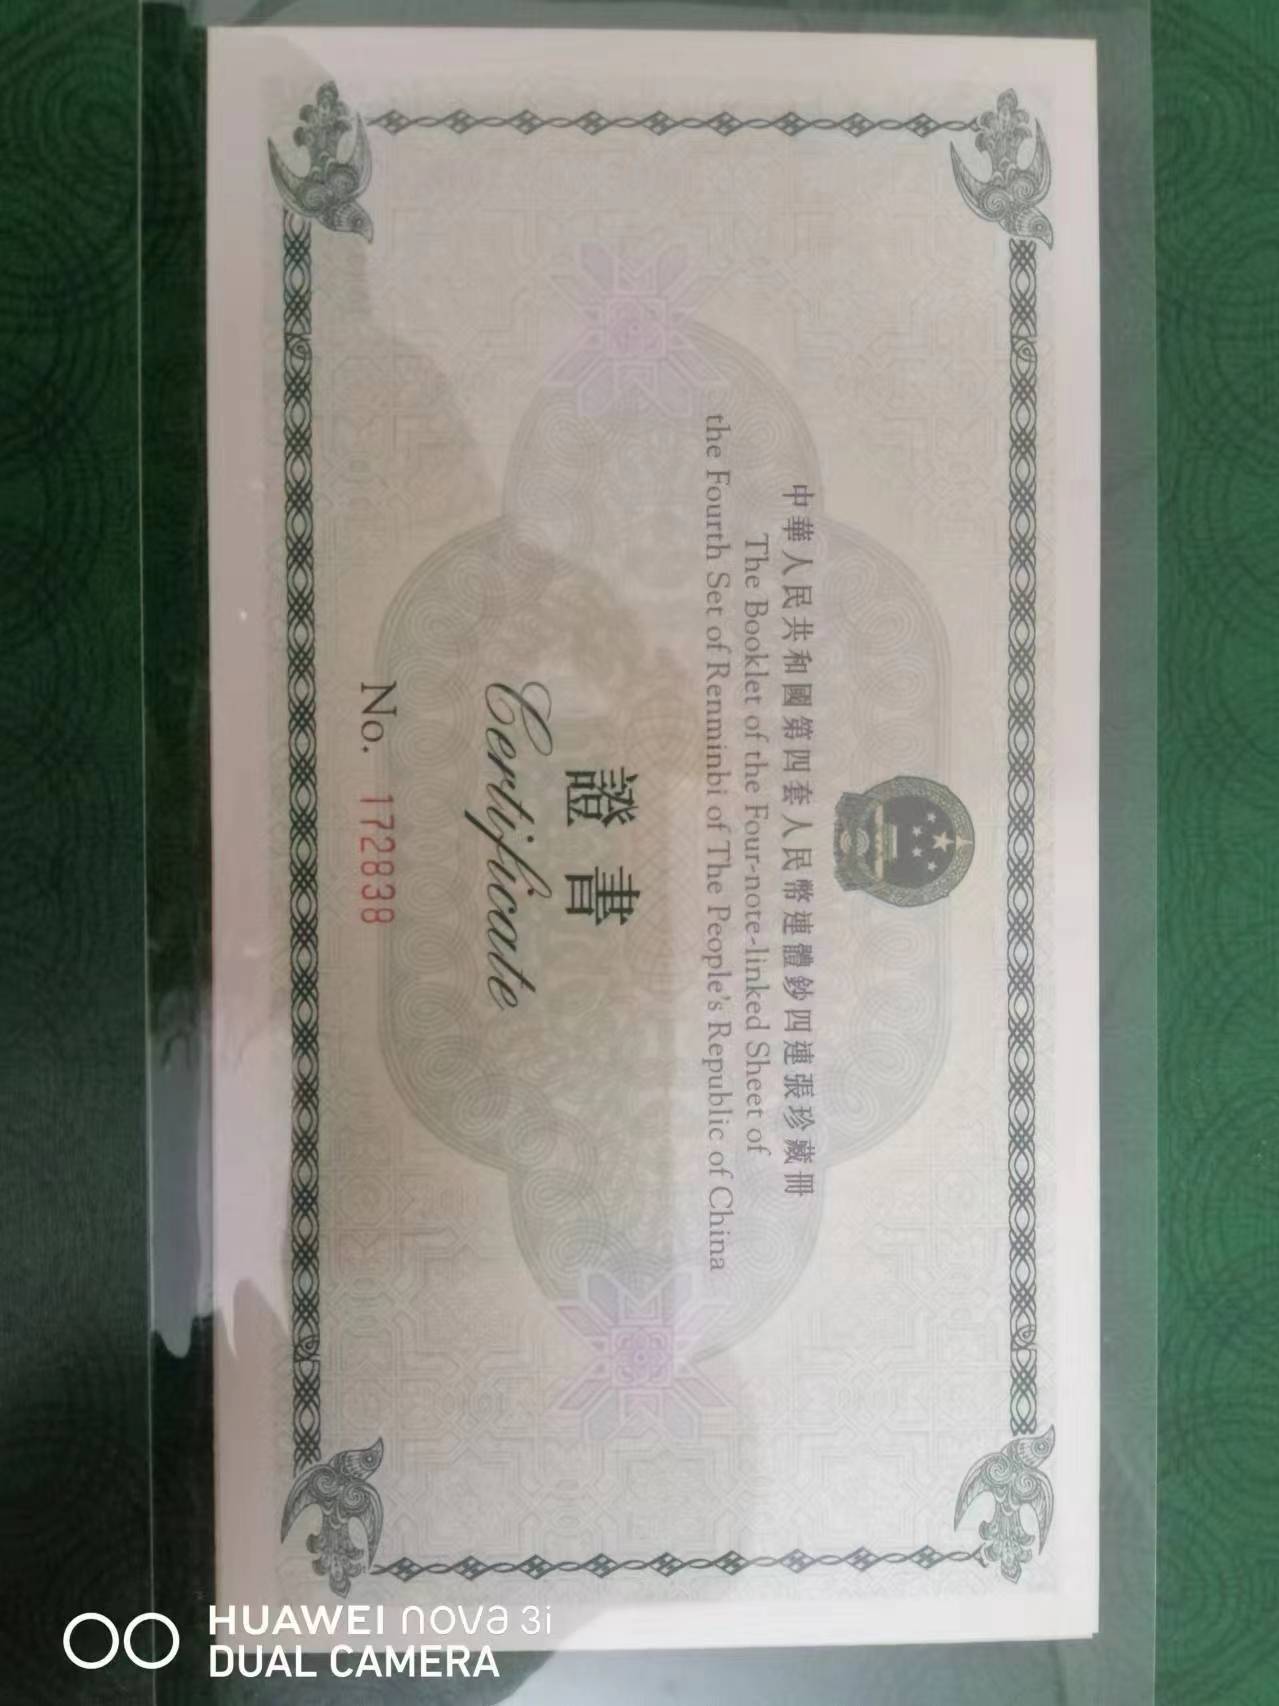 中華人民共和國第四套人民幣連體鈔四連張珍藏冊
The Booklet of the Four-note-linked Sheet of
the Fourth Set of Renminbi of The People's Republic of China
證書
Certificate
No. 172838
HUAWEI nova 3i
DUAL CAMERA